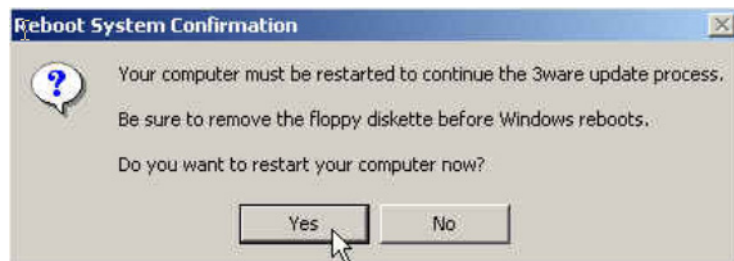 Reboot System Confirmation
Your computer must be restarted to continue the 3ware update process.
Be sure to remove the floppy diskette before Windows reboots.
Do you want to restart your computer now?
Yes No